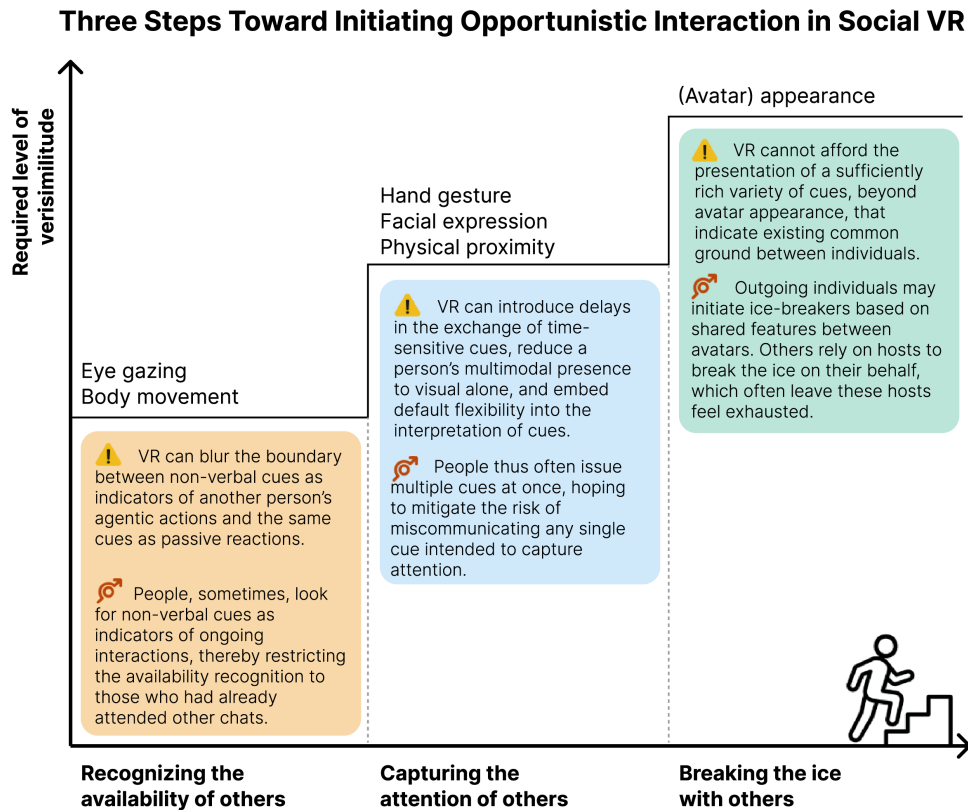 Three Steps Toward Initiating Opportunistic Interaction in Social VR
Required level of
verisimilitude
Eye gazing
Body movement
VR can blur the boundary
between non-verbal cues as
indicators of another person's
agentic actions and the same
cues as passive reactions.
People, sometimes, look
for non-verbal cues as
indicators of ongoing
interactions, thereby restricting
the availability recognition to
those who had already
attended other chats.
Hand gesture
Facial expression
Physical proximity
VR can introduce delays
in the exchange of time-
sensitive cues, reduce a
person's multimodal presence
to visual alone, and embed
default flexibility into the
interpretation of cues.
People thus often issue
multiple cues at once, hoping
to mitigate the risk of
miscommunicating any single
cue intended to capture
attention.
(Avatar) appearance
VR cannot afford the
presentation of a sufficiently
rich variety of cues, beyond
avatar appearance, that
indicate existing common
ground between individuals.
Outgoing individuals may
initiate ice-breakers based on
shared features between
avatars. Others rely on hosts to
break the ice on their behalf,
which often leave these hosts
feel exhausted.
Recognizing the
availability of others
Capturing the
attention of others
Breaking the ice
with others